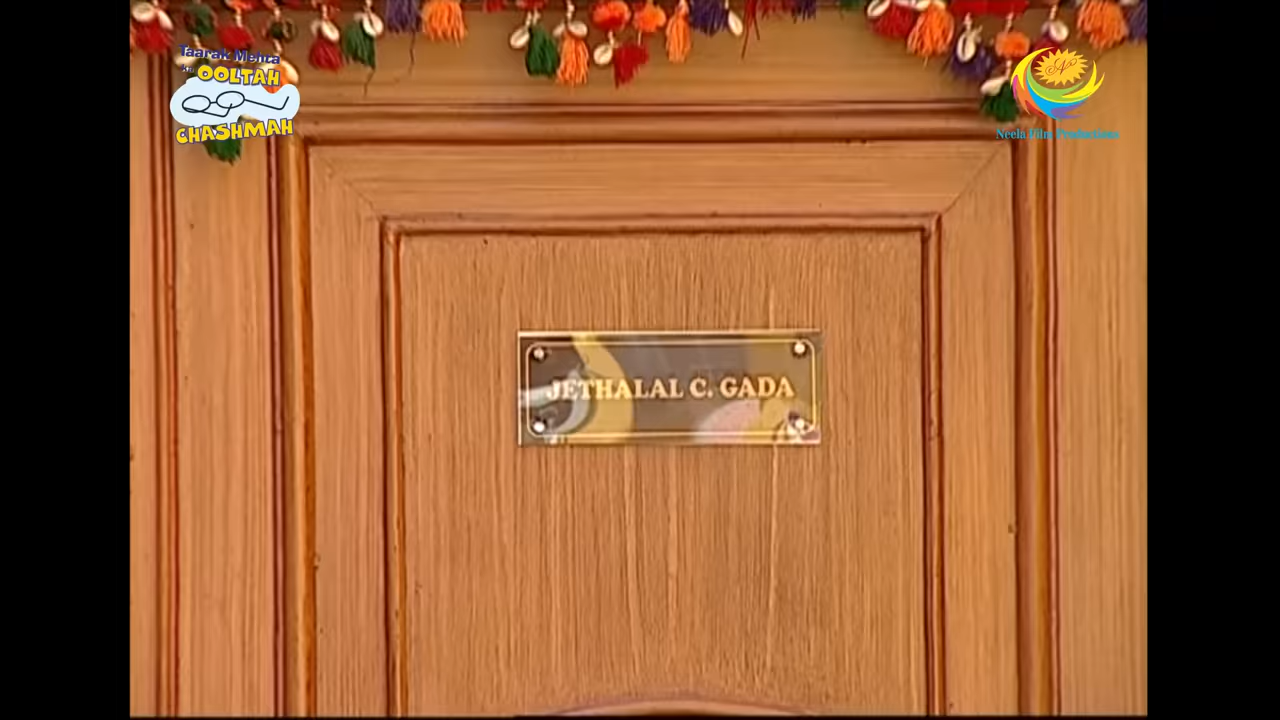 Taarak Mehta
Ka OOLTAH
CHASHMAH
Neela Film Productions
JETHALAL C. GADA